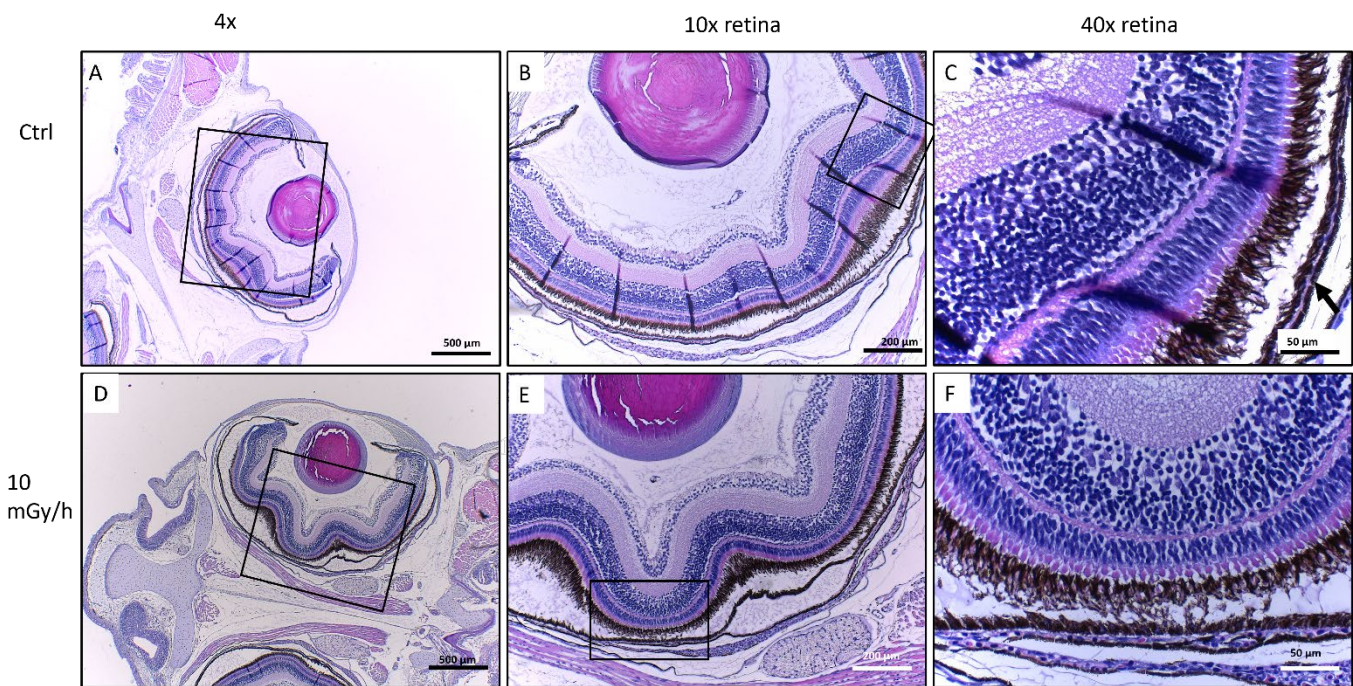 4x
10x retina
40x retina
Ctrl
A
500 µm
B
200 µm
C
50 µm
10
mGy/h
D
500 µm
E
200 µm
F
50 µm